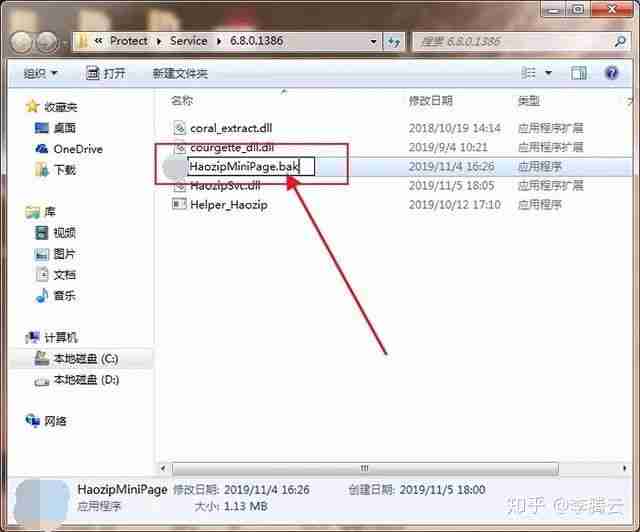 Protect ▸ Service ▸ 6.8.0.1386
搜索 6.8.0.1386
组织 打开 新建文件夹
名称 修改日期 类型 大
收藏夹
桌面
OneDrive
下载
库
视频
图片
文档
音乐
计算机
本地磁盘 (C:)
本地磁盘 (D:)
网络
coral_extract.dll 2018/10/19 14:14 应用程序扩展
courgette_dll.dll 2019/9/4 10:21 应用程序扩展
HaozipMiniPage.bak 2019/11/4 16:26 应用程序
HaozipSvc.dll 2019/11/5 18:05 应用程序扩展
Helper_Haozip 2019/10/12 17:10 应用程序
HaozipMiniPage 修改日期: 2019/11/4 16:26 创建日期: 2019/11/5 18:00
应用程序 大小: 1.13 MB
知乎 @李腾云